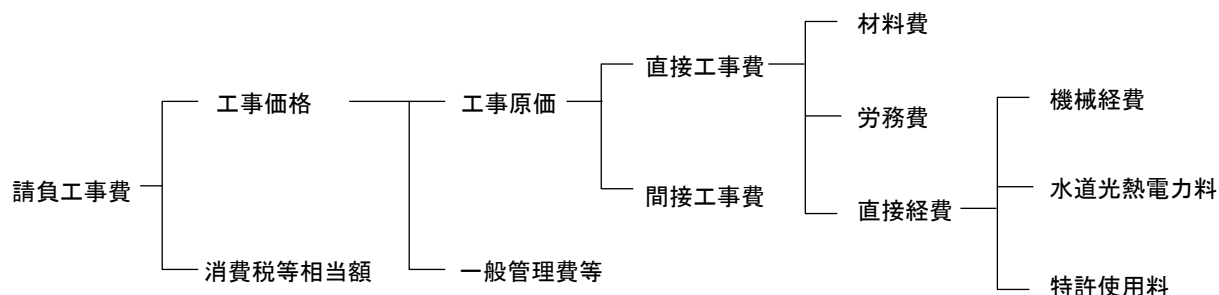 材料費
直接工事費
工事価格
工事原価
機械経費
労務費
請負工事費
間接工事費
水道光熱電力料
直接経費
消費税等相当額
一般管理費等
特許使用料